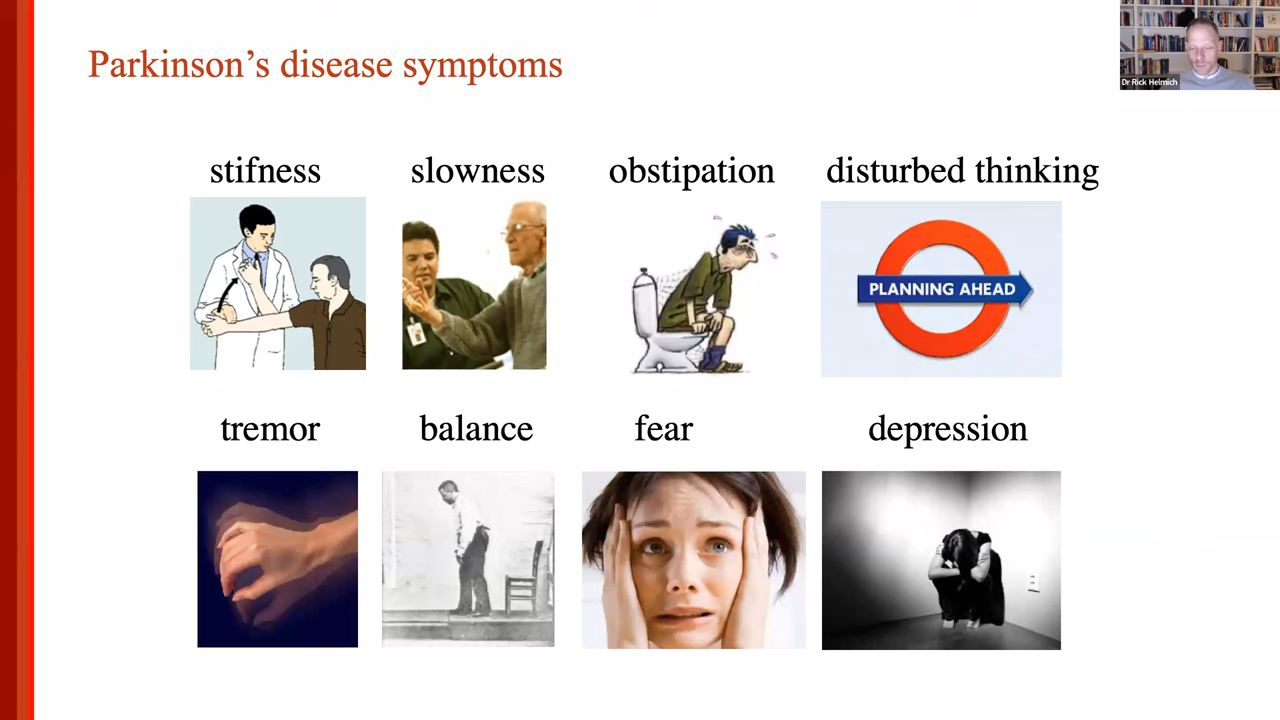 Parkinson's disease symptoms
Dr Rick Helmich
stifness slowness obstipation disturbed thinking
PLANNING AHEAD
tremor balance fear depression